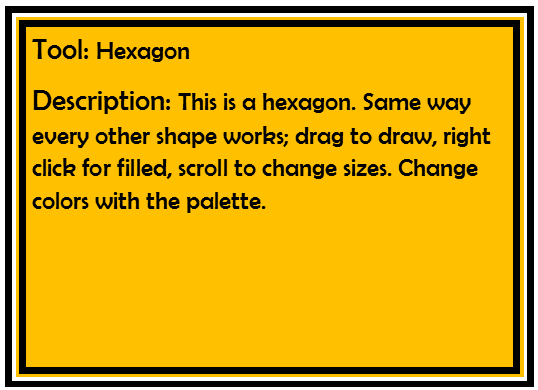 Tool: Hexagon
Description: This is a hexagon. Same way
every other shape works; drag to draw, right
click for filled, scroll to change sizes. Change
colors with the palette.